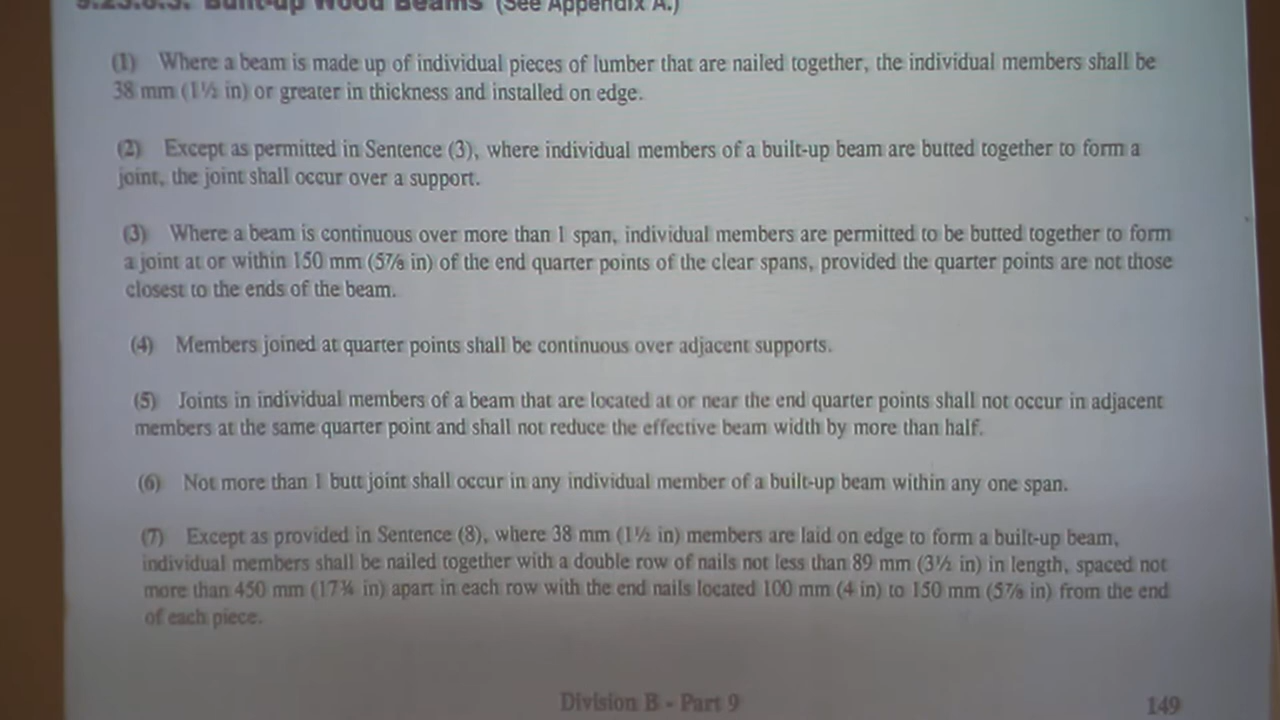 9.23.8.3. Built-up Wood Beams (See Appendix A.)
(1) Where a beam is made up of individual pieces of lumber that are nailed together, the individual members shall be
38 mm (1½ in) or greater in thickness and installed on edge.
(2) Except as permitted in Sentence (3), where individual members of a built-up beam are butted together to form a
joint, the joint shall occur over a support.
(3) Where a beam is continuous over more than 1 span, individual members are permitted to be butted together to form
a joint at or within 150 mm (5⅞ in) of the end quarter points of the clear spans, provided the quarter points are not those
closest to the ends of the beam.
(4) Members joined at quarter points shall be continuous over adjacent supports.
(5) Joints in individual members of a beam that are located at or near the end quarter points shall not occur in adjacent
members at the same quarter point and shall not reduce the effective beam width by more than half.
(6) Not more than 1 butt joint shall occur in any individual member of a built-up beam within any one span.
(7) Except as provided in Sentence (8), where 38 mm (1½ in) members are laid on edge to form a built-up beam,
individual members shall be nailed together with a double row of nails not less than 89 mm (3½ in) in length, spaced not
more than 450 mm (17¾ in) apart in each row with the end nails located 100 mm (4 in) to 150 mm (5⅞ in) from the end
of each piece.
Division B - Part 9
149